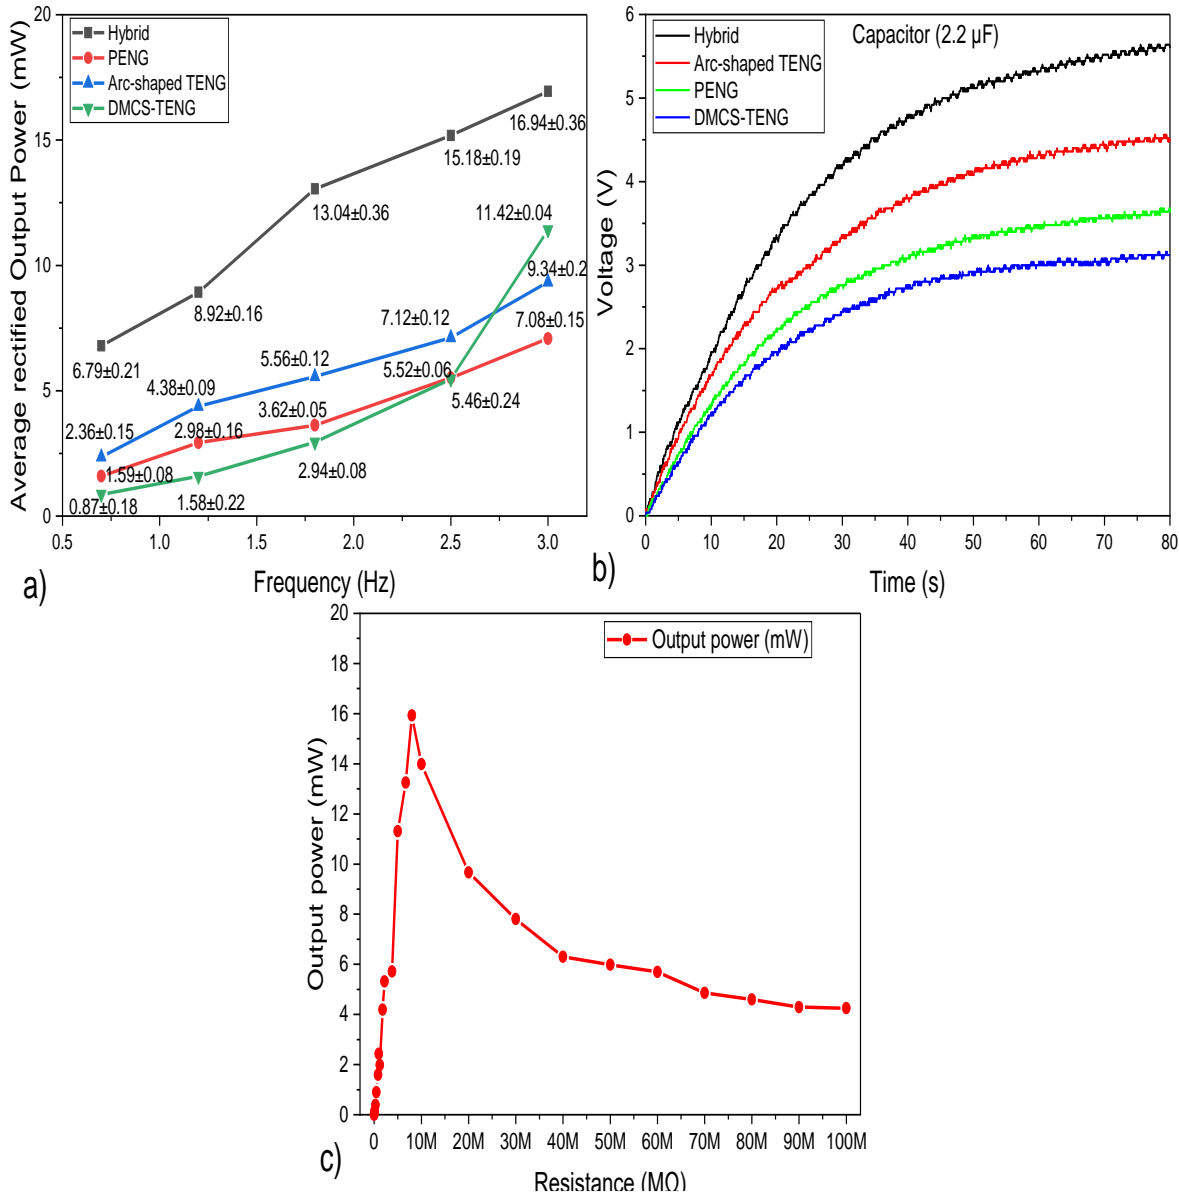 Average rectified Output Power (mW)
20
15
10
5
0
Hybrid
PENG
Arc-shaped TENG
DMCS-TENG
16.94±0.36
15.18±0.19
13.04±0.36
11.42±0.04
8.92±0.16
9.34±0.2
6.79±0.21
7.12±0.12
7.08±0.15
5.56±0.12
5.52±0.06
4.38±0.09
3.62±0.05
5.46±0.24
2.36±0.15
2.98±0.16
1.59±0.08
2.94±0.08
0.87±0.18
1.58±0.22
0.5 1.0 1.5 2.0 2.5 3.0
Frequency (Hz)
a)
Voltage (V)
6
5
4
3
2
1
0
Hybrid
Arc-shaped TENG
PENG
DMCS-TENG
Capacitor (2.2 µF)
0 10 20 30 40 50 60 70 80
Time (s)
b)
Output power (mW)
20
18
16
14
12
10
8
6
4
2
0
Output power (mW)
0 10M 20M 30M 40M 50M 60M 70M 80M 90M 100M
Resistance (MΩ)
c)